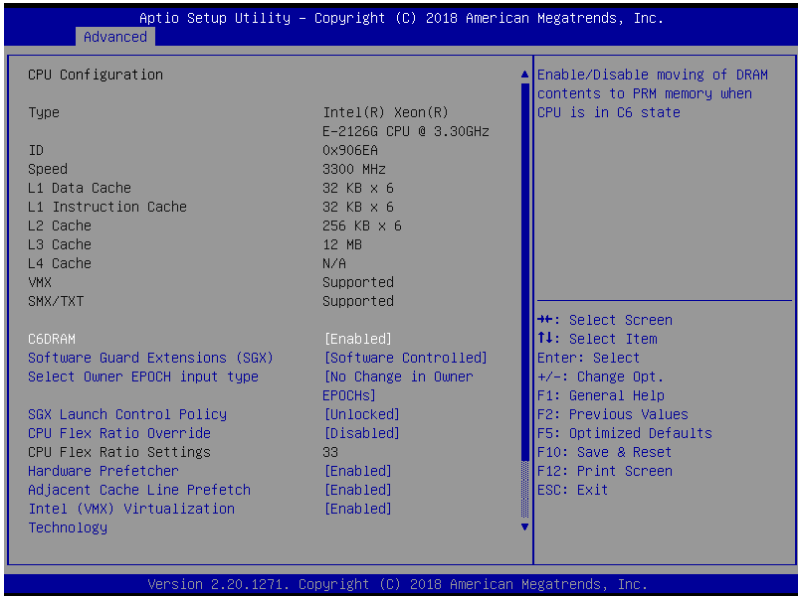 Aptio Setup Utility – Copyright (C) 2018 American Megatrends, Inc.
Advanced
CPU Configuration
Type Intel(R) Xeon(R)
E-2126G CPU @ 3.30GHz
ID 0x906EA
Speed 3300 MHz
L1 Data Cache 32 KB x 6
L1 Instruction Cache 32 KB x 6
L2 Cache 256 KB x 6
L3 Cache 12 MB
L4 Cache N/A
VMX Supported
SMX/TXT Supported
C6DRAM [Enabled]
Software Guard Extensions (SGX) [Software Controlled]
Select Owner EPOCH input type [No Change in Owner
EPOCHs]
SGX Launch Control Policy [Unlocked]
CPU Flex Ratio Override [Disabled]
CPU Flex Ratio Settings 33
Hardware Prefetcher [Enabled]
Adjacent Cache Line Prefetch [Enabled]
Intel (VMX) Virtualization [Enabled]
Technology
Enable/Disable moving of DRAM
contents to PRM memory when
CPU is in C6 state
→←: Select Screen
↑↓: Select Item
Enter: Select
+/-: Change Opt.
F1: General Help
F2: Previous Values
F5: Optimized Defaults
F10: Save & Reset
F12: Print Screen
ESC: Exit
Version 2.20.1271. Copyright (C) 2018 American Megatrends, Inc.